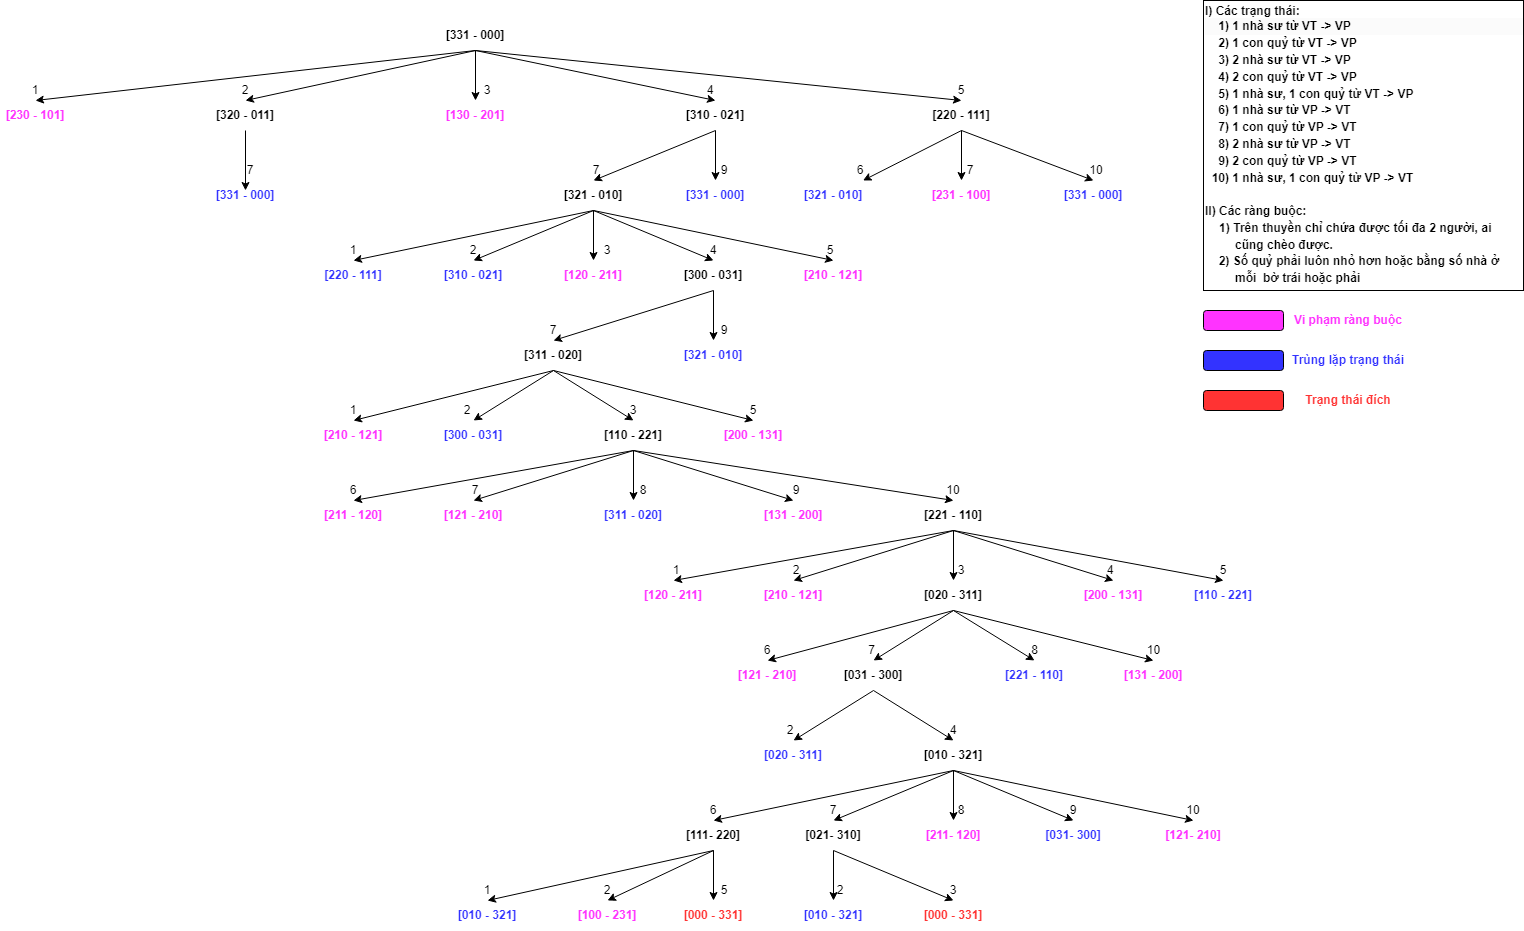 [331 - 000]
I) Các trạng thái:
1) 1 nhà sư từ VT -> VP
2) 1 con quỷ từ VT -> VP
3) 2 nhà sư từ VT -> VP
4) 2 con quỷ từ VT -> VP
5) 1 nhà sư, 1 con quỷ từ VT -> VP
6) 1 nhà sư từ VP -> VT
7) 1 con quỷ từ VP -> VT
8) 2 nhà sư từ VP -> VT
9) 2 con quỷ từ VP -> VT
10) 1 nhà sư, 1 con quỷ từ VP -> VT
II) Các ràng buộc:
1) Trên thuyền chỉ chứa được tối đa 2 người, ai
cũng chèo được.
2) Số quỷ phải luôn nhỏ hơn hoặc bằng số nhà ở
mỗi bờ trái hoặc phải
Vi phạm ràng buộc
Trùng lặp trạng thái
Trạng thái đích
1 2 3 4 5
[230 - 101] [320 - 011] [130 - 201] [310 - 021] [220 - 111]
7 7 9 6 7 10
[331 - 000] [321 - 010] [331 - 000] [321 - 010] [231 - 100] [331 - 000]
1 2 3 4 5
[220 - 111] [310 - 021] [120 - 211] [300 - 031] [210 - 121]
7 9
[311 - 020] [321 - 010]
1 2 3 5
[210 - 121] [300 - 031] [110 - 221] [200 - 131]
6 7 8 9 10
[211 - 120] [121 - 210] [311 - 020] [131 - 200] [221 - 110]
1 2 3 4 5
[120 - 211] [210 - 121] [020 - 311] [200 - 131] [110 - 221]
6 7 8 10
[121 - 210] [031 - 300] [221 - 110] [131 - 200]
2 4
[020 - 311] [010 - 321]
6 7 8 9 10
[111- 220] [021- 310] [211- 120] [031- 300] [121- 210]
1 2 5 2 3
[010 - 321] [100 - 231] [000 - 331] [010 - 321] [000 - 331]